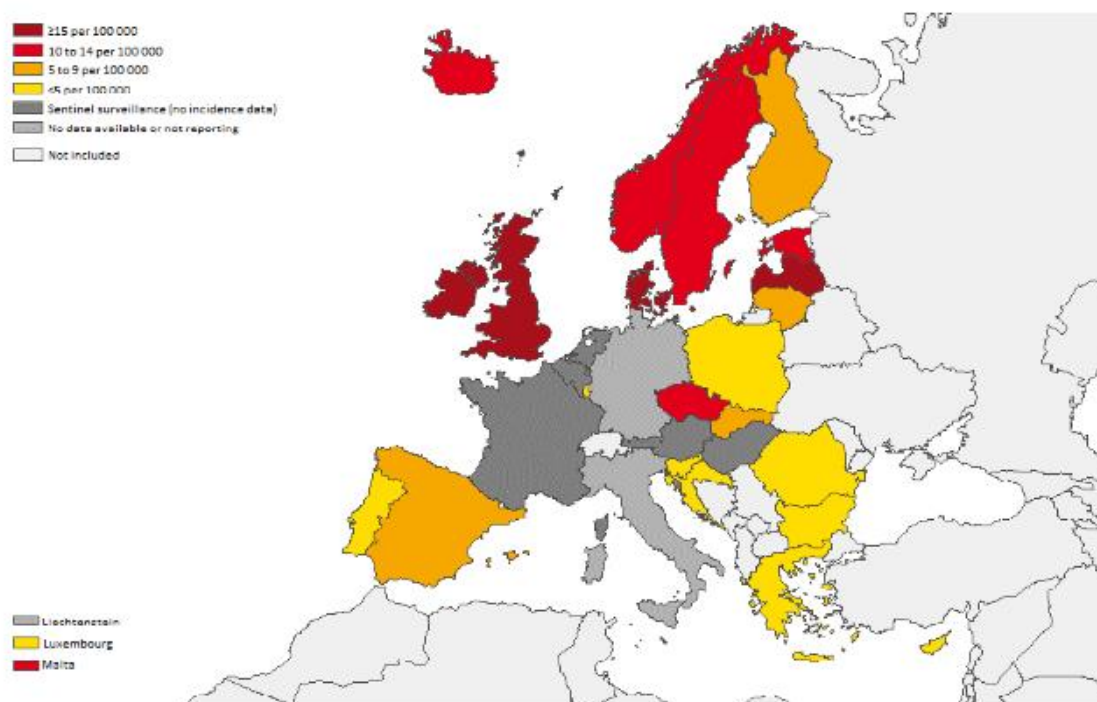 ≥15 per 100 000
10 to 14 per 100 000
5 to 9 per 100 000
≤5 per 100 000
Sentinel surveillance (no incidence data)
No data available or not reporting
Not included
Liechtenstein
Luxembourg
Malta